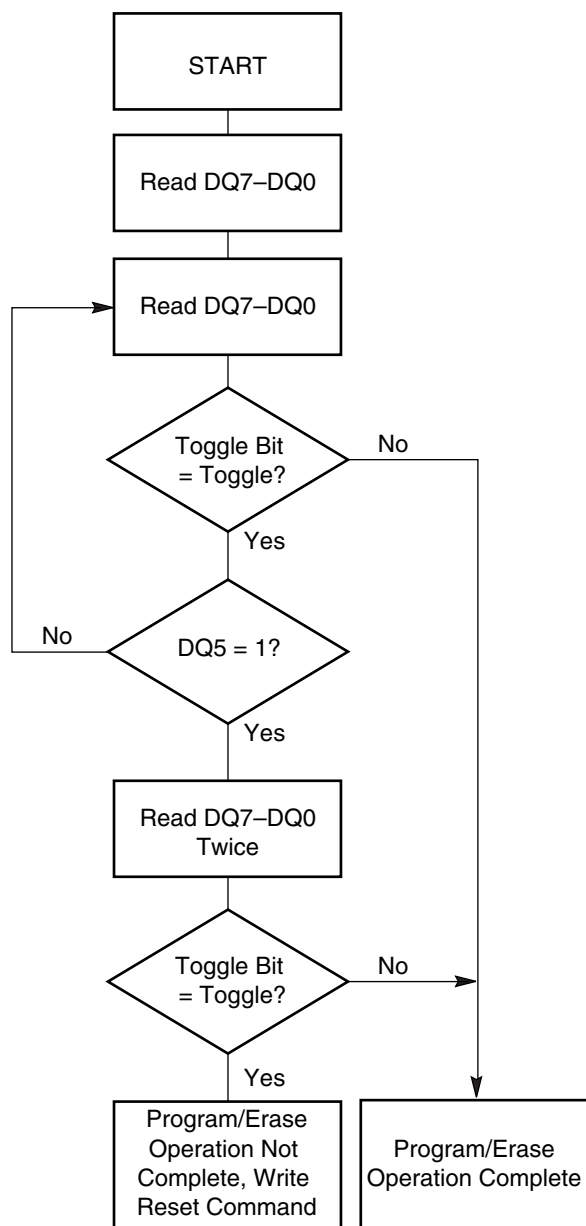 START
Read DQ7–DQ0
Read DQ7–DQ0
Toggle Bit
= Toggle?
No
Yes
No
DQ5 = 1?
Yes
Read DQ7–DQ0
Twice
Toggle Bit
= Toggle?
No
Yes
Program/Erase
Operation Not
Complete, Write
Reset Command
Program/Erase
Operation Complete